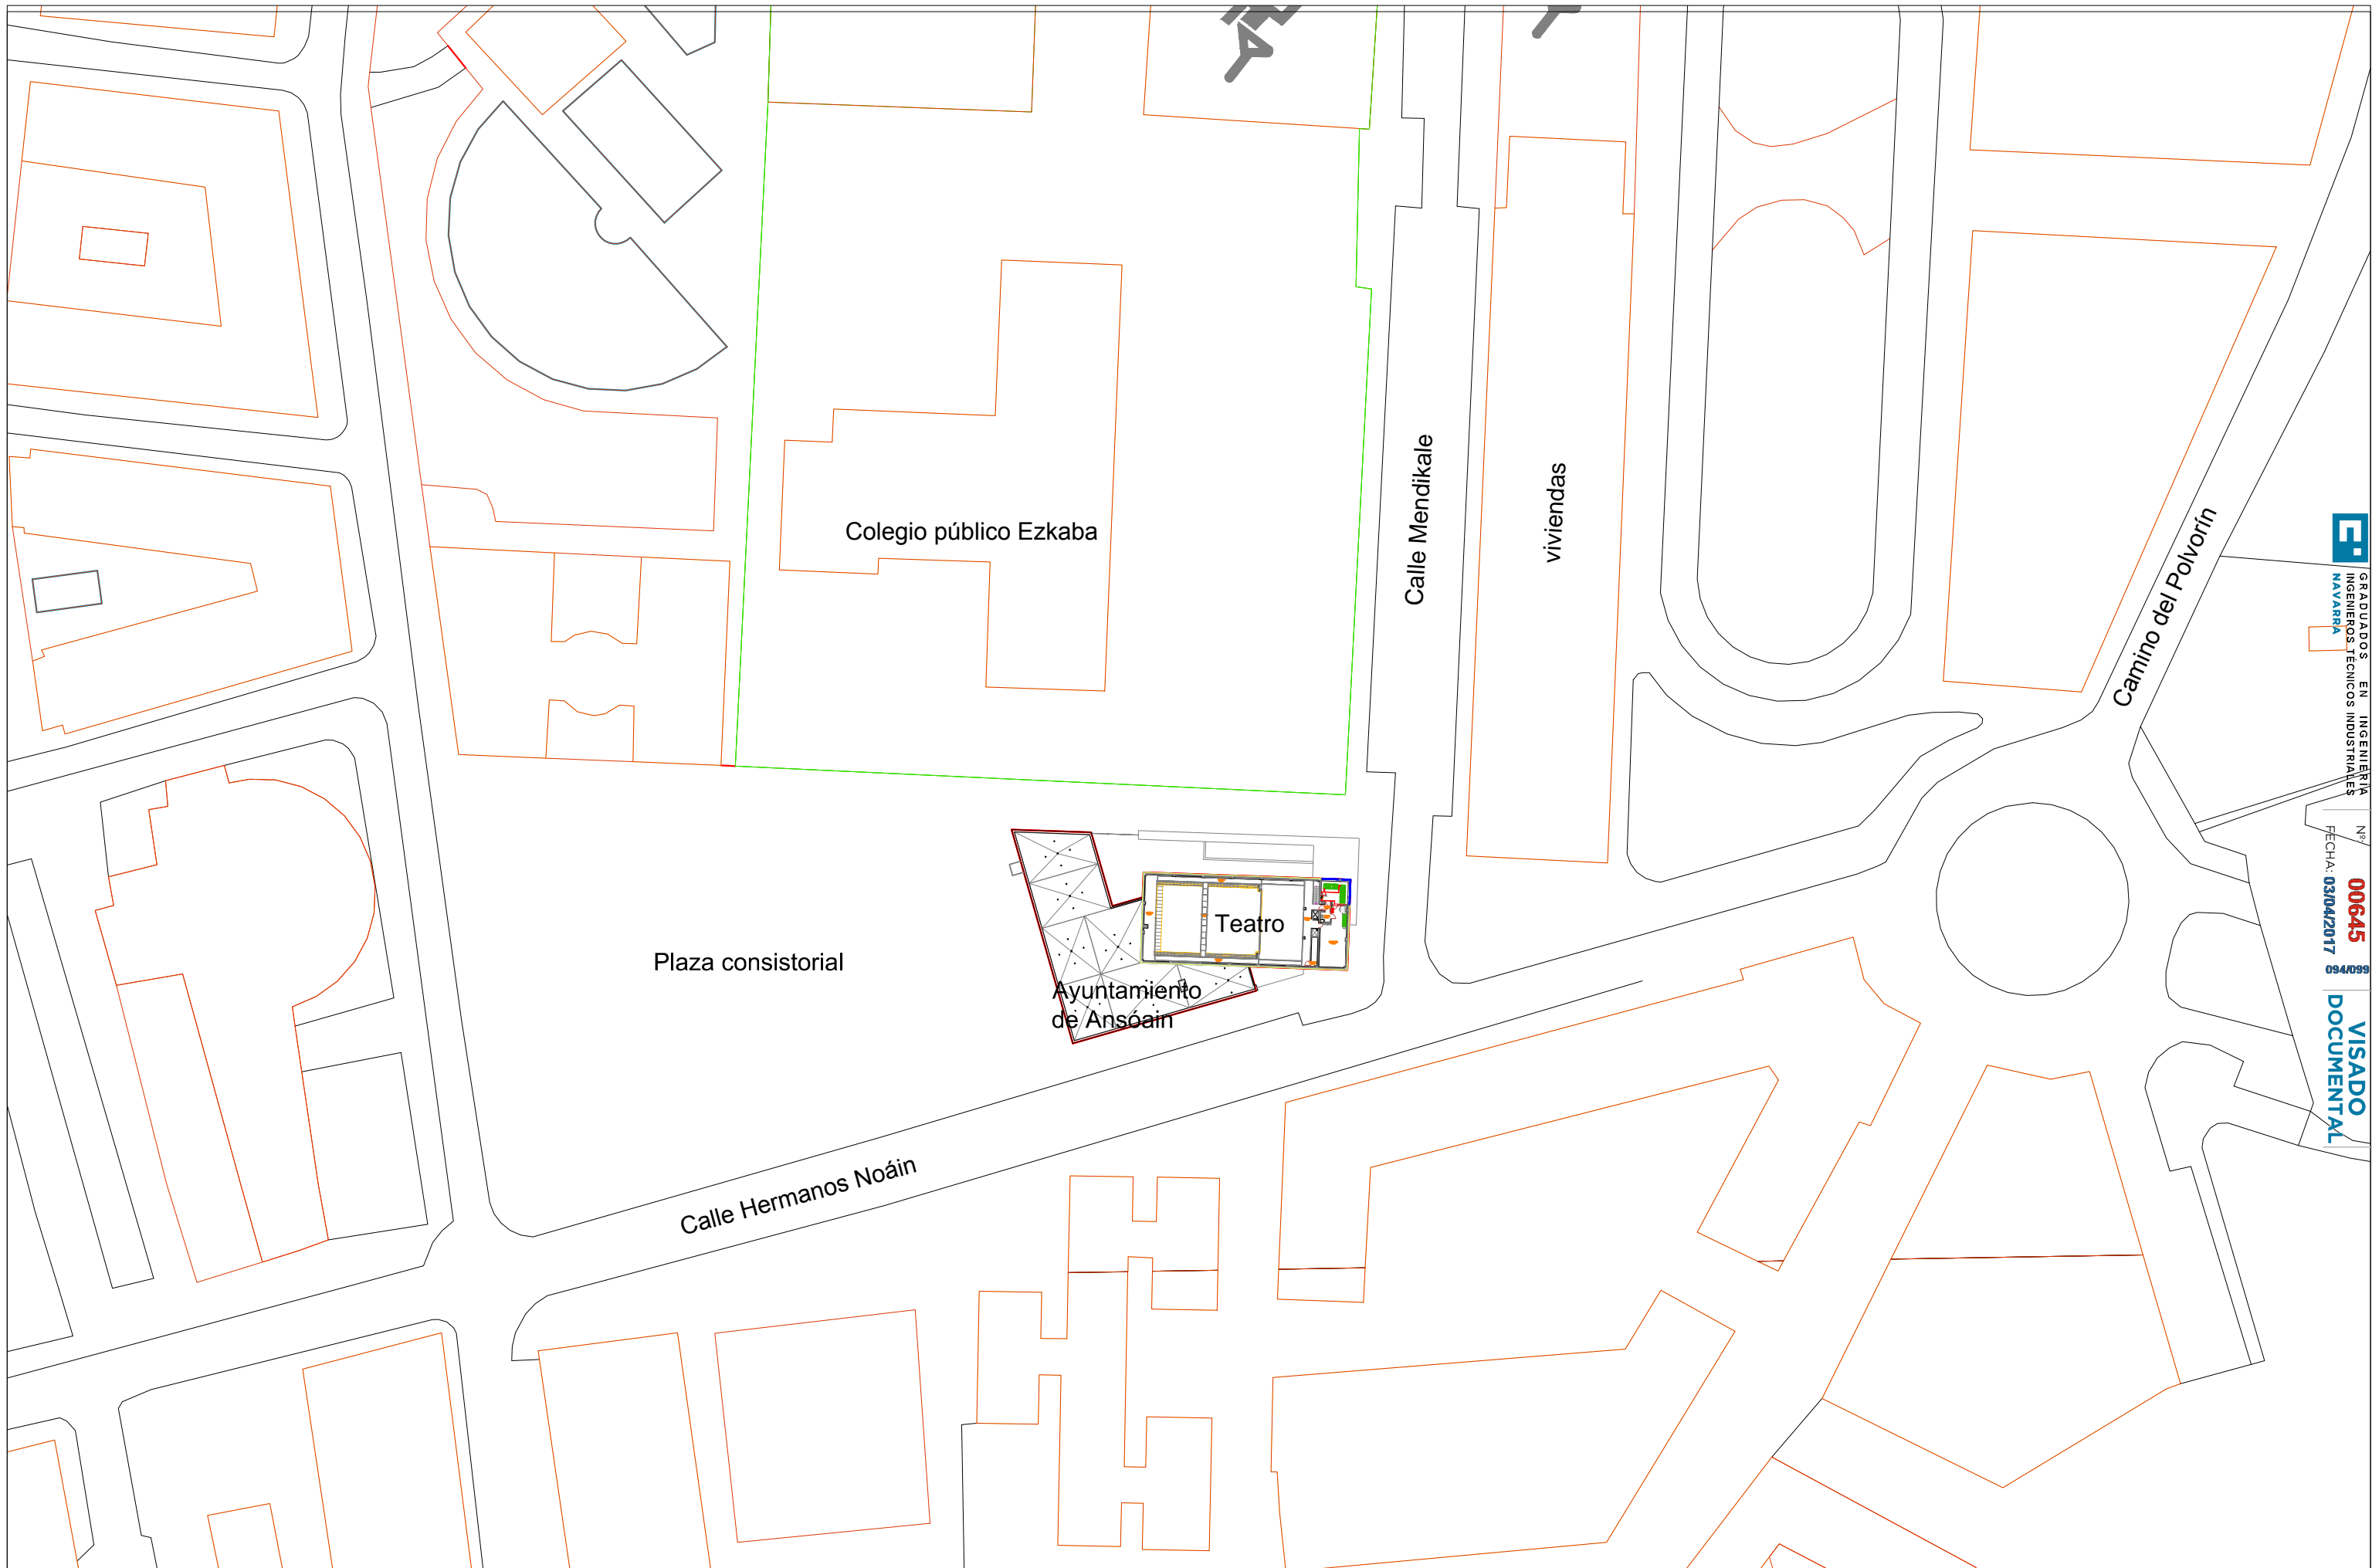 Colegio público Ezkaba
Calle Mendikale
viviendas
Camino del Polvorín
Teatro
Plaza consistorial
Ayuntamiento
de Ansóain
Calle Hermanos Noáin
GRADUADOS EN INGENIERÍA
INGENIEROS TÉCNICOS INDUSTRIALES
NAVARRA
Nº:
00645
FECHA: 03/04/2017
094/099
VISADO
DOCUMENTAL